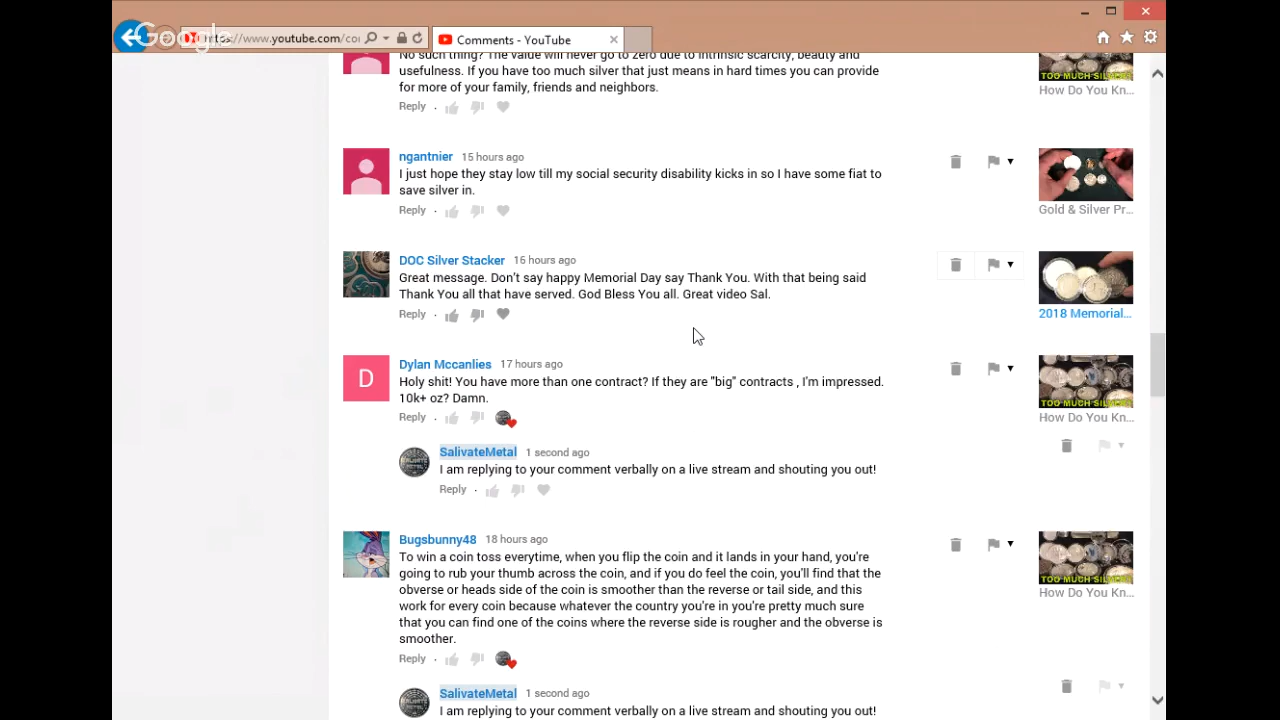 Google
https://www.youtube.com/co
Comments - YouTube
No such thing? The value will never go to zero due to intrinsic scarcity, beauty and
usefulness. If you have too much silver that just means in hard times you can provide
for more of your family, friends and neighbors.
Reply
TOO MUCH SILVER
How Do You Kn...
ngantnier 15 hours ago
I just hope they stay low till my social security disability kicks in so I have some fiat to
save silver in.
Reply
Gold & Silver Pr...
DOC Silver Stacker 16 hours ago
Great message. Don't say happy Memorial Day say Thank You. With that being said
Thank You all that have served. God Bless You all. Great video Sal.
Reply
2018 Memorial...
D
Dylan Mccanlies 17 hours ago
Holy shit! You have more than one contract? If they are "big" contracts , I'm impressed.
10k+ oz? Damn.
Reply
TOO MUCH SILVER
How Do You Kn...
SalivateMetal 1 second ago
I am replying to your comment verbally on a live stream and shouting you out!
Reply
Bugsbunny48 18 hours ago
To win a coin toss everytime, when you flip the coin and it lands in your hand, you're
going to rub your thumb across the coin, and if you do feel the coin, you'll find that the
obverse or heads side of the coin is smoother than the reverse or tail side, and this
work for every coin because whatever the country you're in you're pretty much sure
that you can find one of the coins where the reverse side is rougher and the obverse is
smoother.
Reply
TOO MUCH SILVER
How Do You Kn...
SalivateMetal 1 second ago
I am replying to your comment verbally on a live stream and shouting you out!